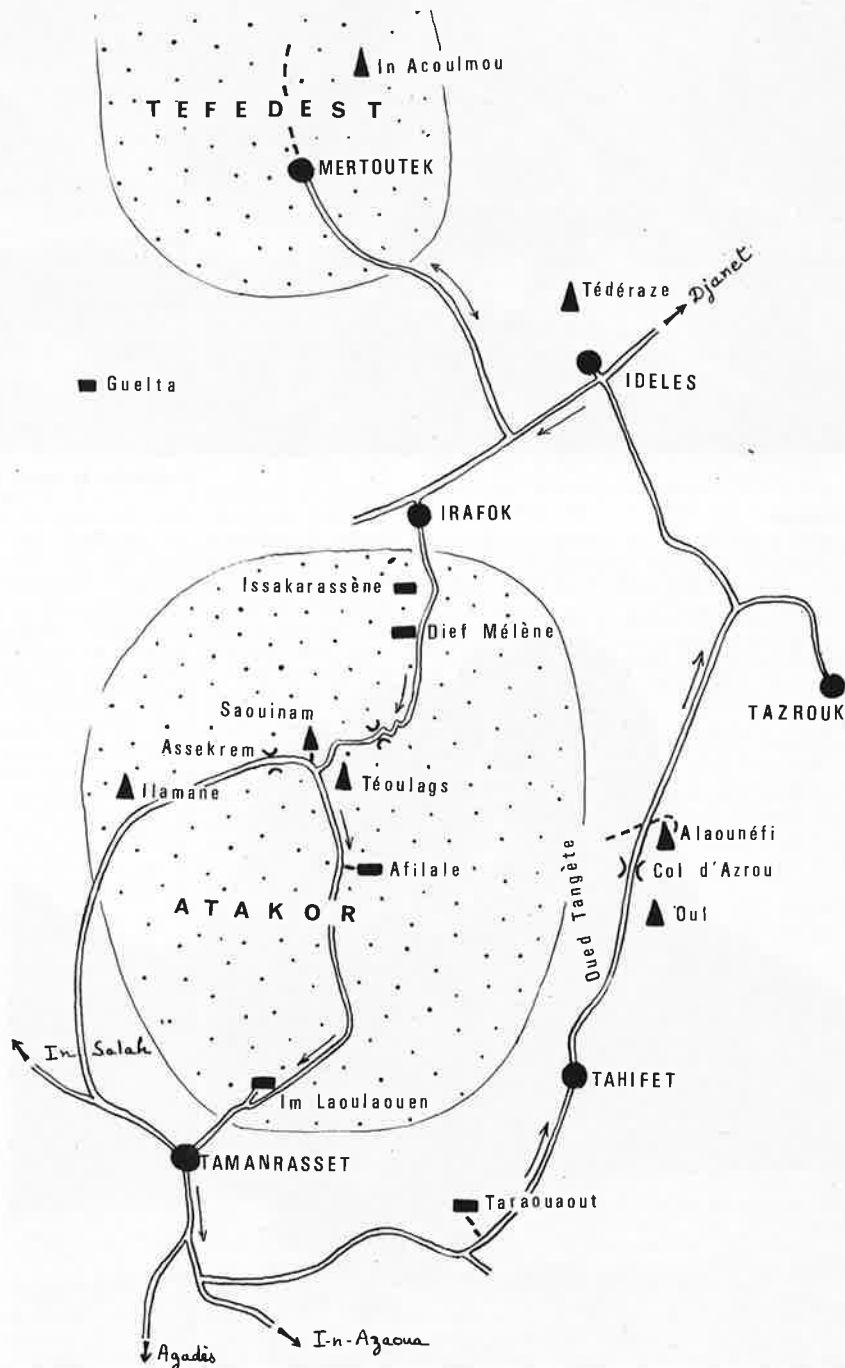 In Acoulmou
TEFEDEST
MERTOUTEK
Tédéraze
Djanet
Guelta
IDELES
IRAFOK
Issakarassène
Dief Mélène
Saouinam
TAZROUK
Assekrem
Ilamane
Téoulags
Alaounéfi
Afilale
Col d'Azrou
ATAKOR
Oul
Oued Tangète
In Salah
TAHIFET
Im Laoulaouen
TAMANRASSET
Taraouaout
I-n-Azaoua
Agadès